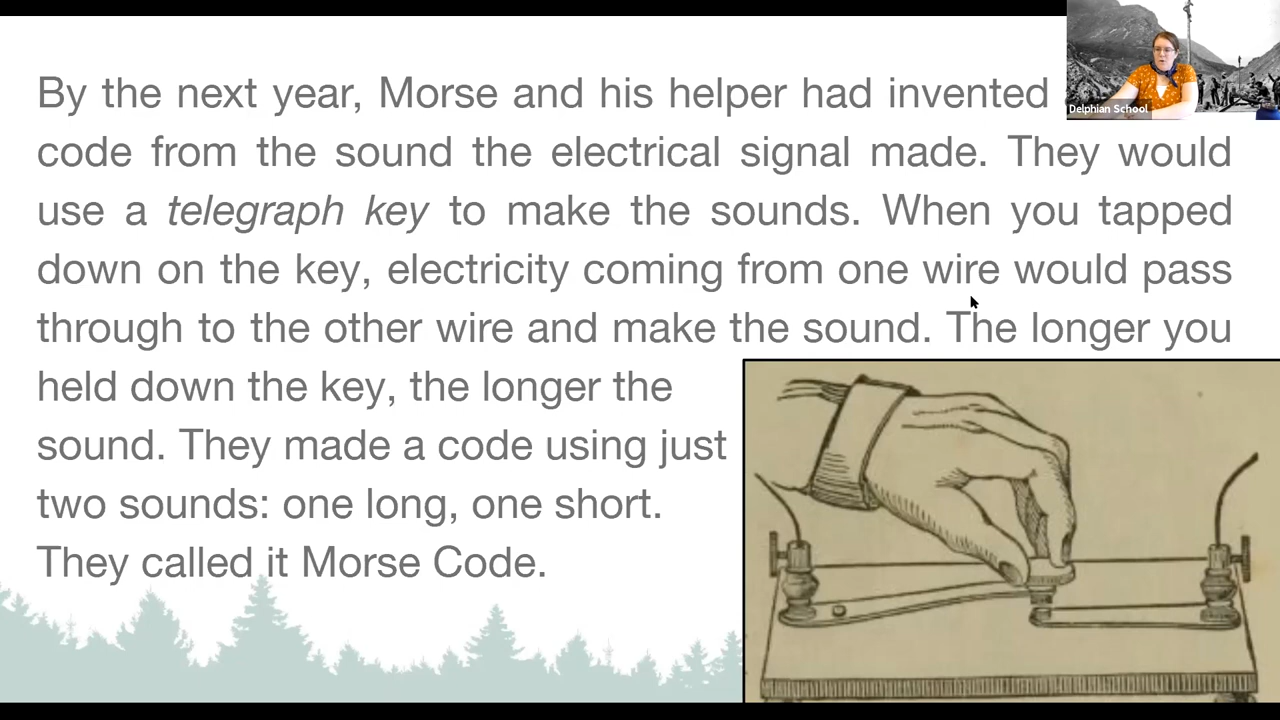 By the next year, Morse and his helper had invented
Delphian School
code from the sound the electrical signal made. They would
use a telegraph key to make the sounds. When you tapped
down on the key, electricity coming from one wire would pass
through to the other wire and make the sound. The longer you
held down the key, the longer the
sound. They made a code using just
two sounds: one long, one short.
They called it Morse Code.